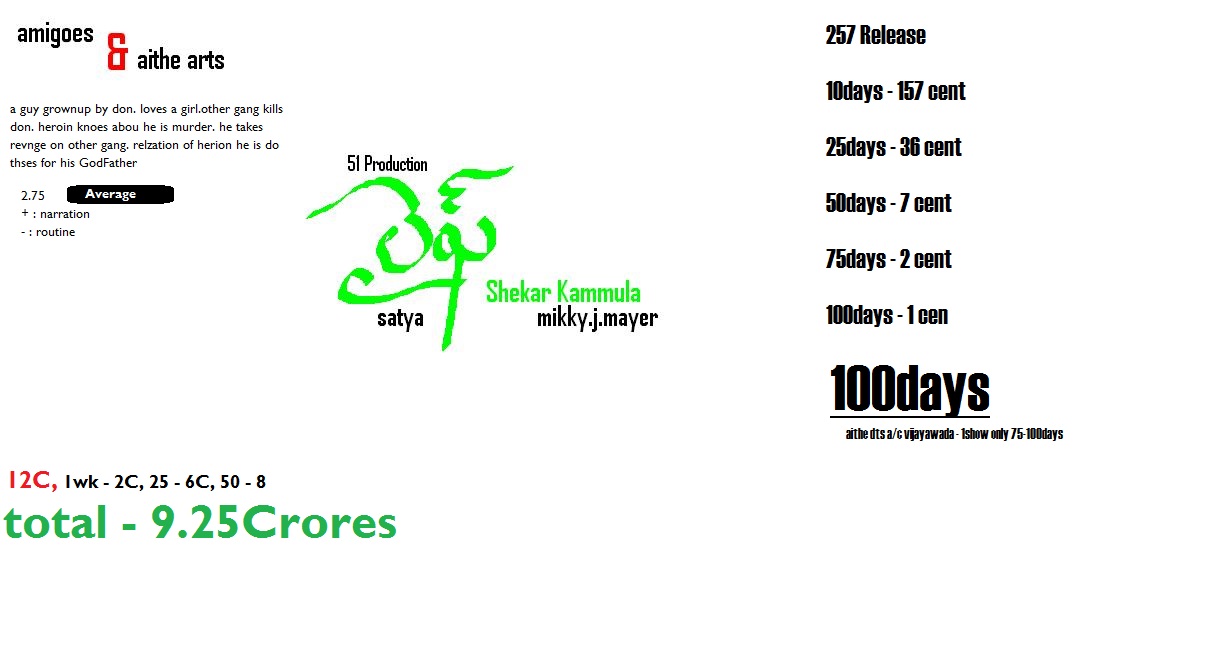 amigoes
& aithe arts
a guy grownup by don. loves a girl.other gang kills
don. heroin knoes abou he is murder. he takes
revnge on other gang. relzation of herion he is do
thses for his GodFather
2.75 Average
+ : narration
- : routine
51 Production
Shekar Kammula
satya mikky.j.mayer
257 Release
10days - 157 cent
25days - 36 cent
50days - 7 cent
75days - 2 cent
100days - 1 cen
100days
aithe dts a/c vijayawada - 1show only 75-100days
12C, 1wk - 2C, 25 - 6C, 50 - 8
total - 9.25Crores